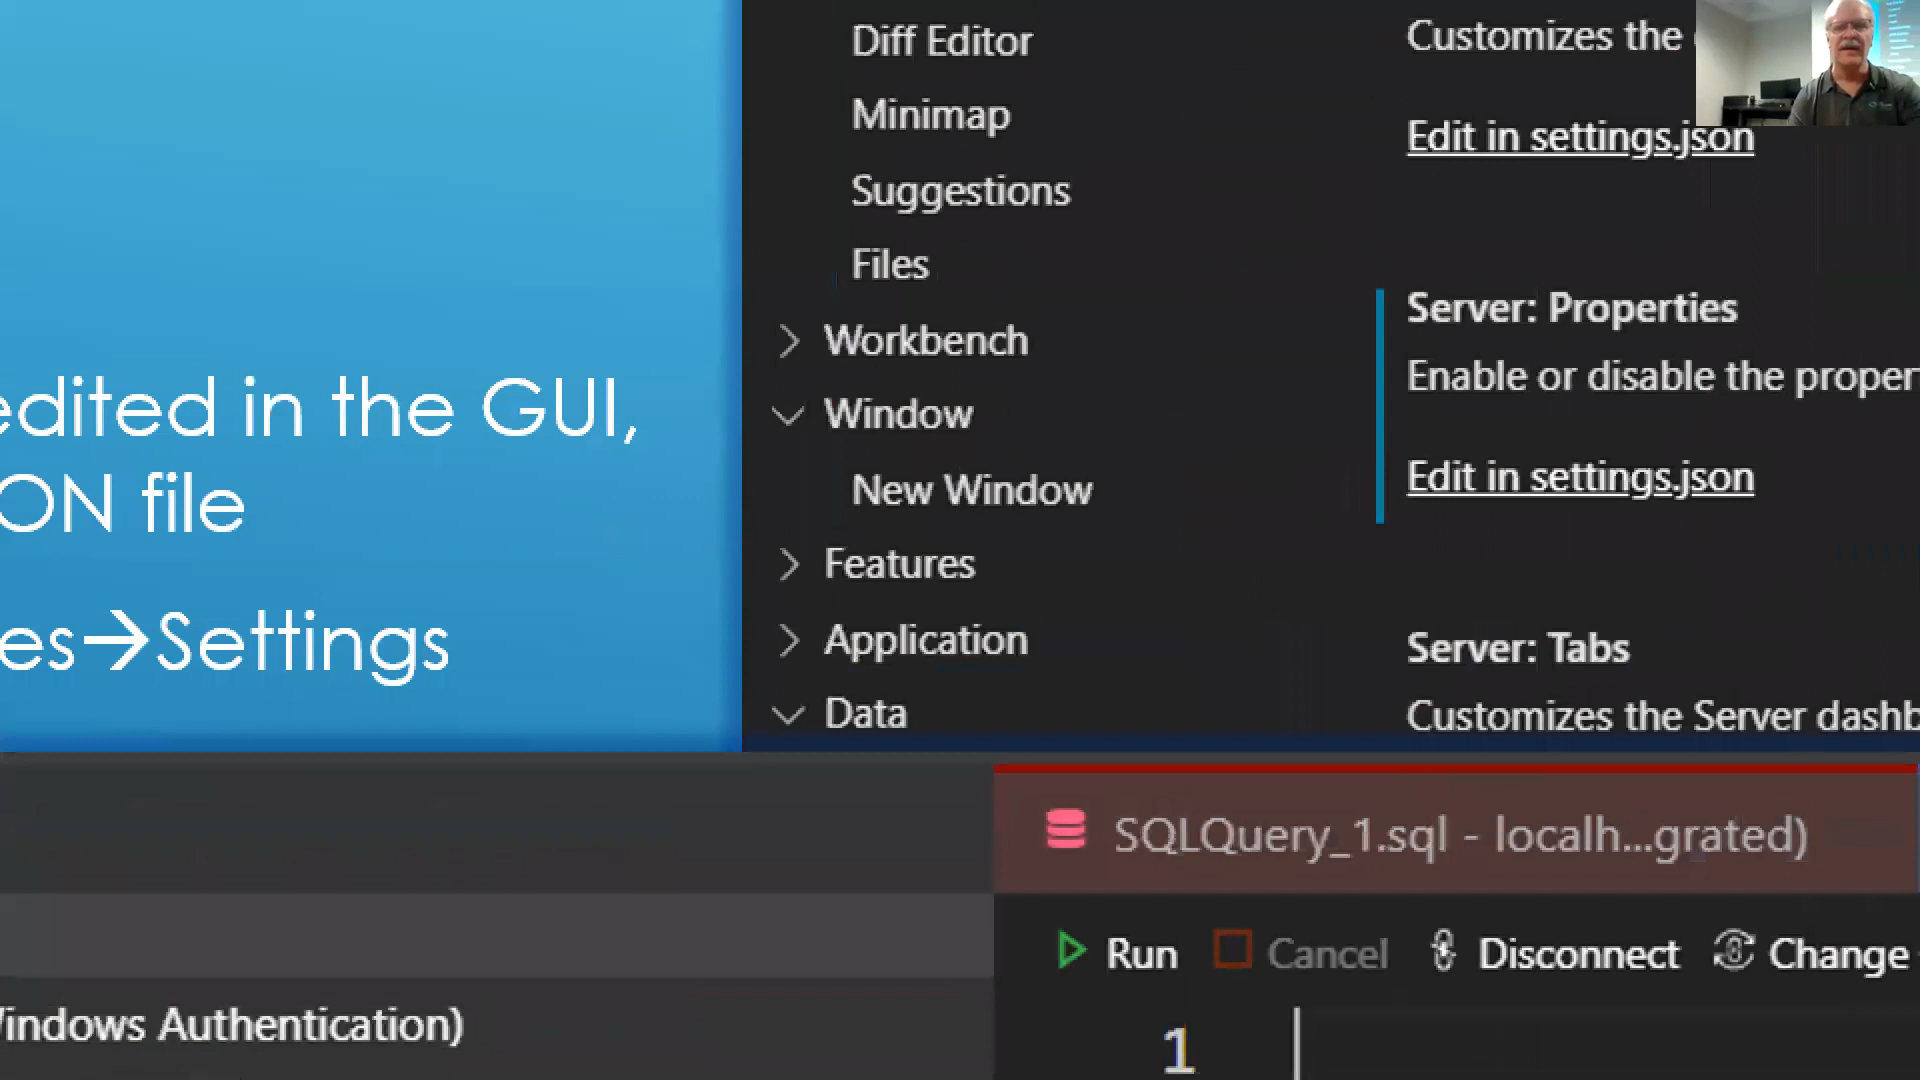 edited in the GUI,
ON file
es→Settings
Diff Editor
Minimap
Suggestions
Files
Workbench
Window
New Window
Features
Application
Data
Customizes the
Edit in settings.json
Server: Properties
Enable or disable the proper
Edit in settings.json
Server: Tabs
Customizes the Server dashb
SQLQuery_1.sql - localh...grated)
Run Cancel Disconnect Change
indows Authentication)
1